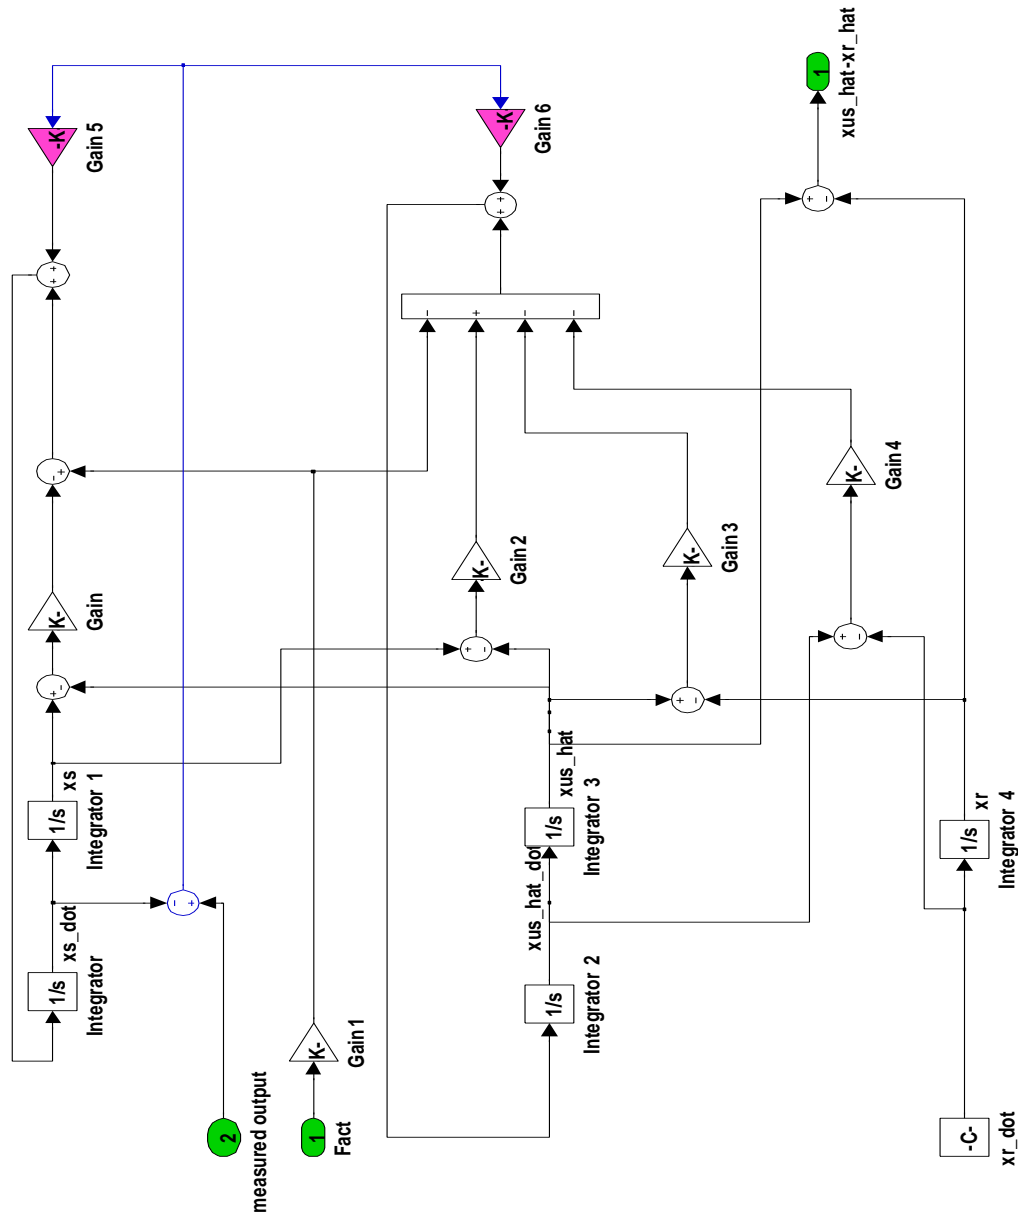 1/s
xs_dot
Integrator
1/s
xs
Integrator 1
K-
Gain
-K
Gain 5
2
measured output
1
Fact
K-
Gain 1
K-
Gain 2
-K
Gain 6
1/s
xus_hat_dot
Integrator 2
1/s
xus_hat
Integrator 3
K-
Gain 3
K-
Gain 4
1
xus_hat-xr_hat
-C-
xr_dot
1/s
xr
Integrator 4